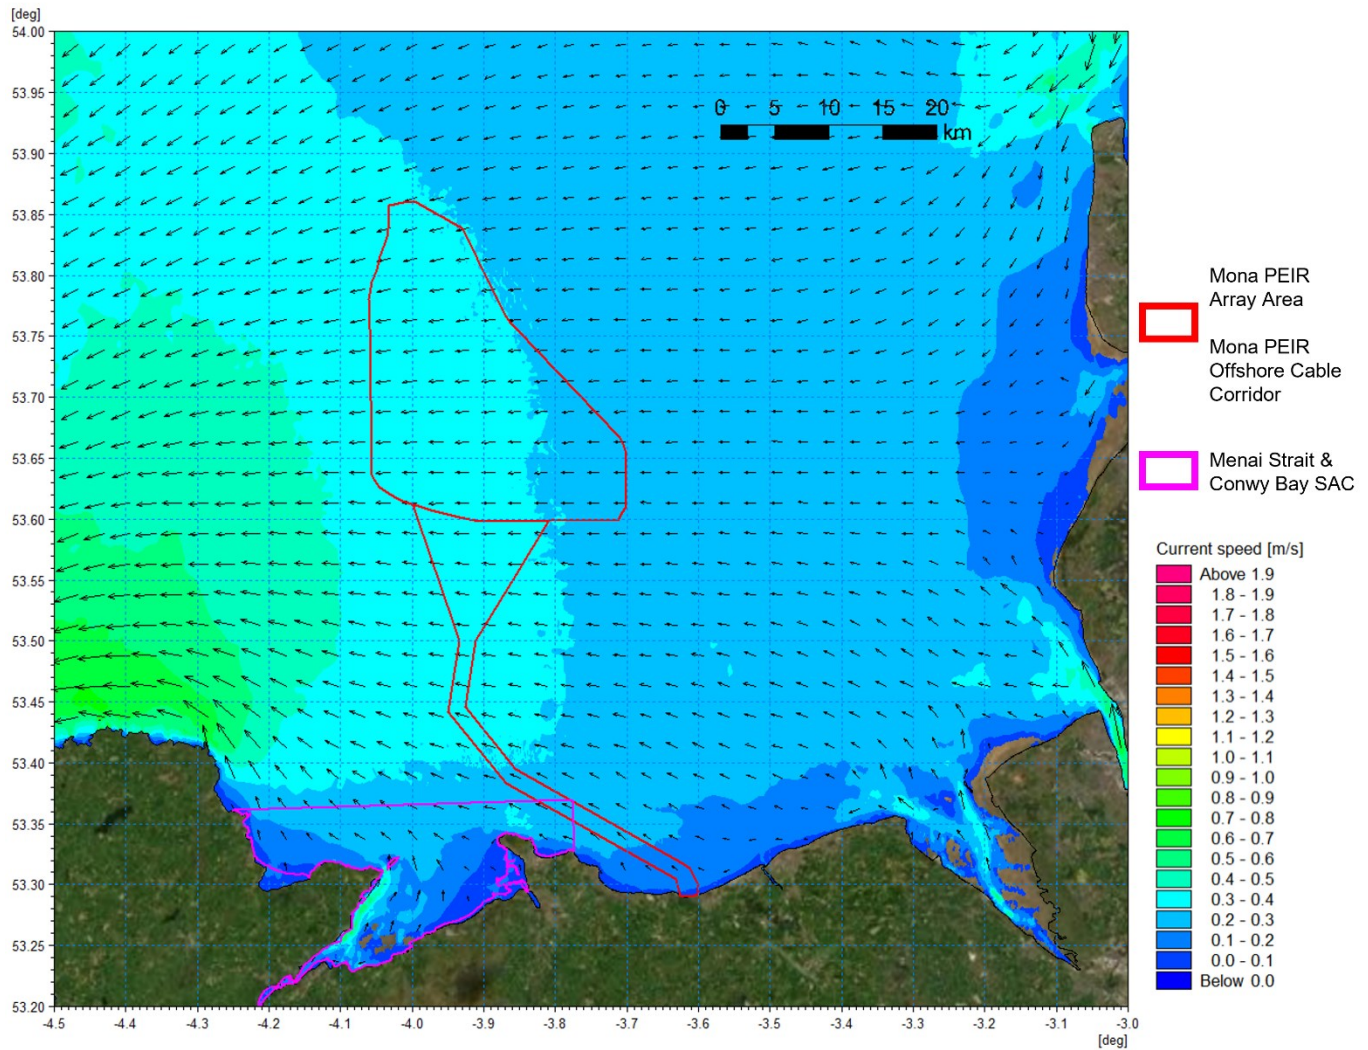 [deg]
54.00
53.95
53.90
53.85
53.80
53.75
53.70
53.65
53.60
53.55
53.50
53.45
53.40
53.35
53.30
53.25
53.20
-4.5 -4.4 -4.3 -4.2 -4.1 -4.0 -3.9 -3.8 -3.7 -3.6 -3.5 -3.4 -3.3 -3.2 -3.1 -3.0
[deg]
0 5 10 15 20
km
Mona PEIR
Array Area
Mona PEIR
Offshore Cable
Corridor
Menai Strait &
Conwy Bay SAC
Current speed [m/s]
Above 1.9
1.8 - 1.9
1.7 - 1.8
1.6 - 1.7
1.5 - 1.6
1.4 - 1.5
1.3 - 1.4
1.2 - 1.3
1.1 - 1.2
1.0 - 1.1
0.9 - 1.0
0.8 - 0.9
0.7 - 0.8
0.6 - 0.7
0.5 - 0.6
0.4 - 0.5
0.3 - 0.4
0.2 - 0.3
0.1 - 0.2
0.0 - 0.1
Below 0.0